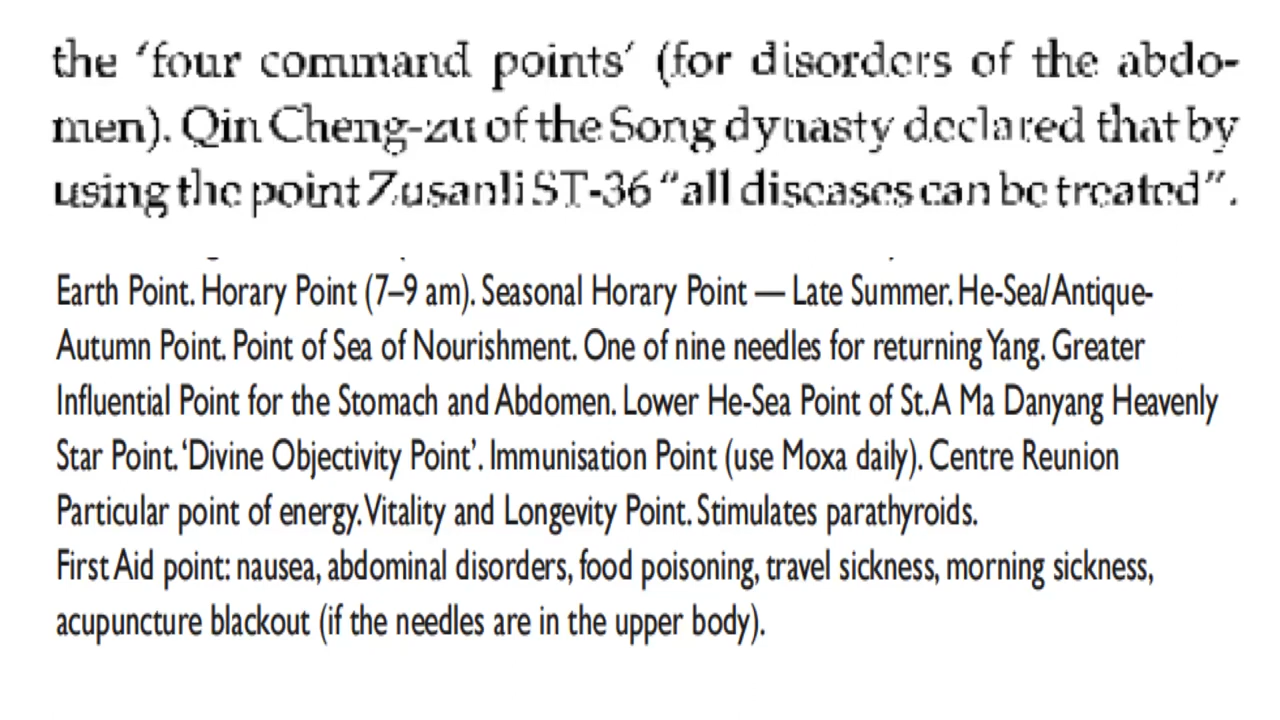 the ‘four command points’ (for disorders of the abdo-
men). Qin Cheng-zu of the Song dynasty declared that by
using the point Zusanli ST-36 “all diseases can be treated”.
Earth Point. Horary Point (7–9 am). Seasonal Horary Point — Late Summer. He-Sea/Antique-
Autumn Point. Point of Sea of Nourishment. One of nine needles for returning Yang. Greater
Influential Point for the Stomach and Abdomen. Lower He-Sea Point of St. A Ma Danyang Heavenly
Star Point. ‘Divine Objectivity Point’. Immunisation Point (use Moxa daily). Centre Reunion
Particular point of energy. Vitality and Longevity Point. Stimulates parathyroids.
First Aid point: nausea, abdominal disorders, food poisoning, travel sickness, morning sickness,
acupuncture blackout (if the needles are in the upper body).